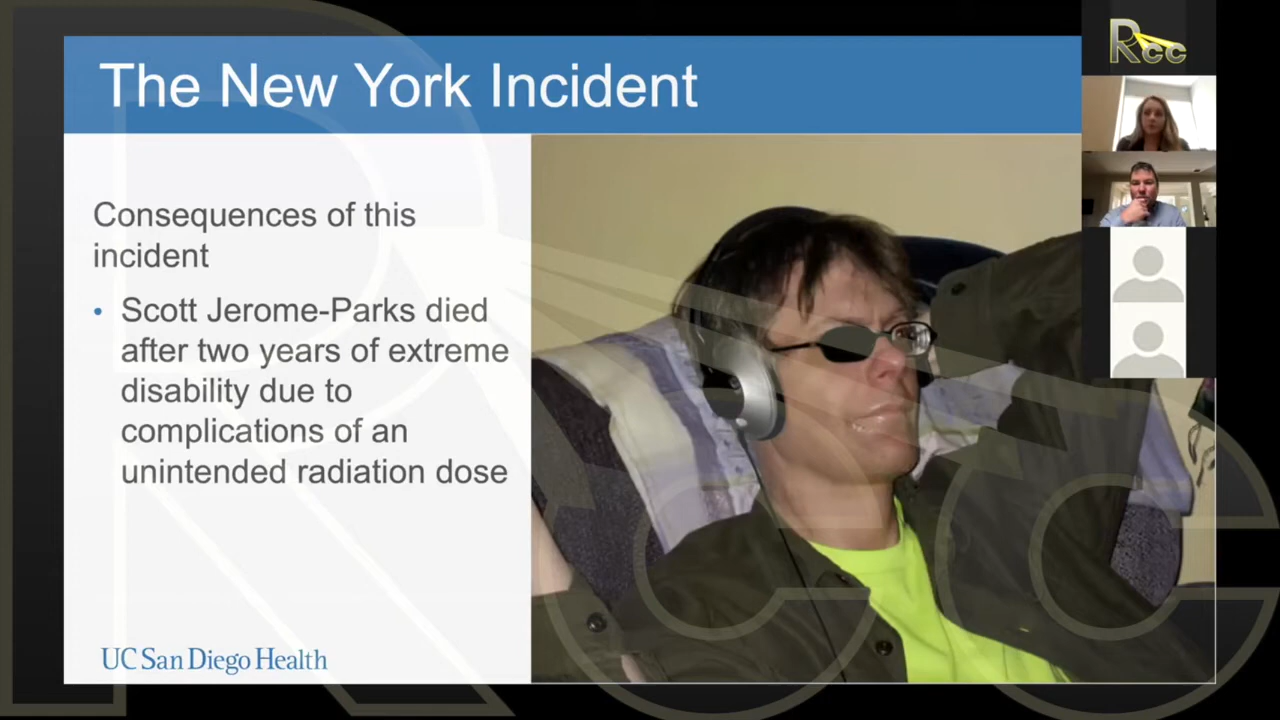 The New York Incident
Rcc
Consequences of this
incident
• Scott Jerome-Parks died
after two years of extreme
disability due to
complications of an
unintended radiation dose
UC San Diego Health
Rcc